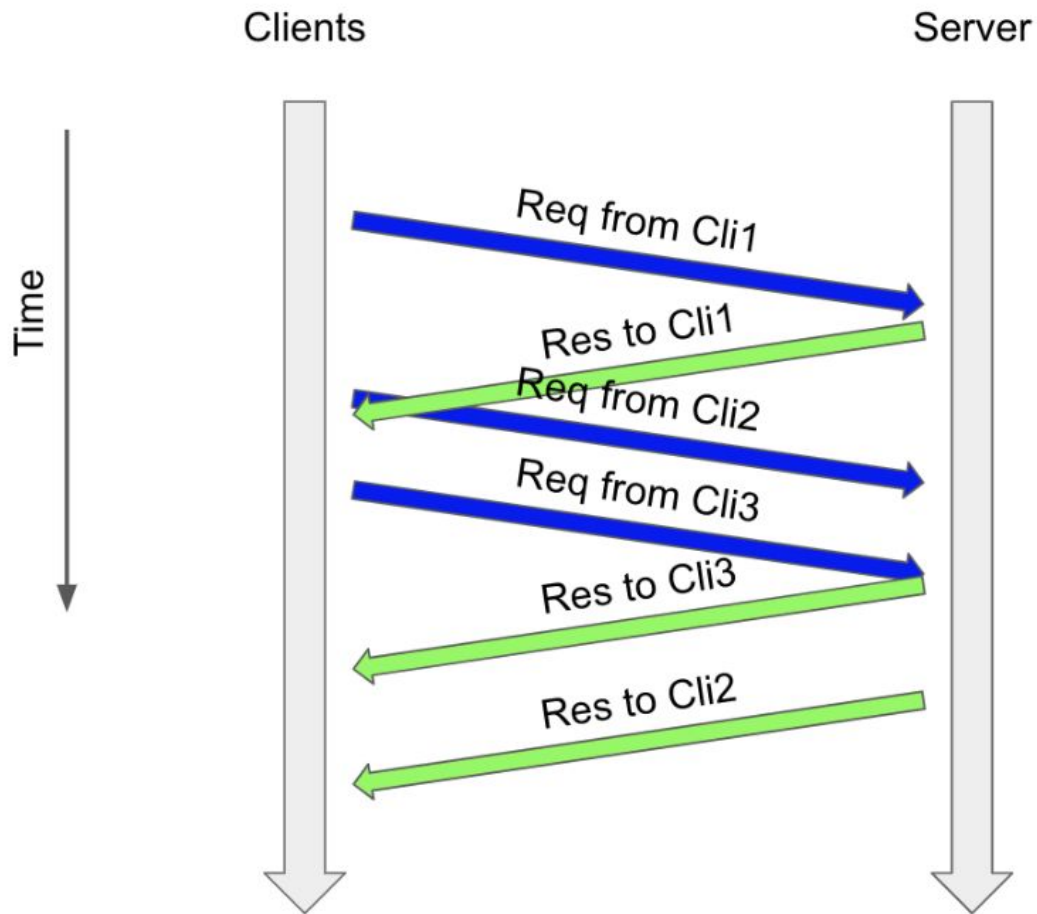 Clients
Server
Time
Req from Cli1
Res to Cli1
Req from Cli2
Req from Cli3
Res to Cli3
Res to Cli2